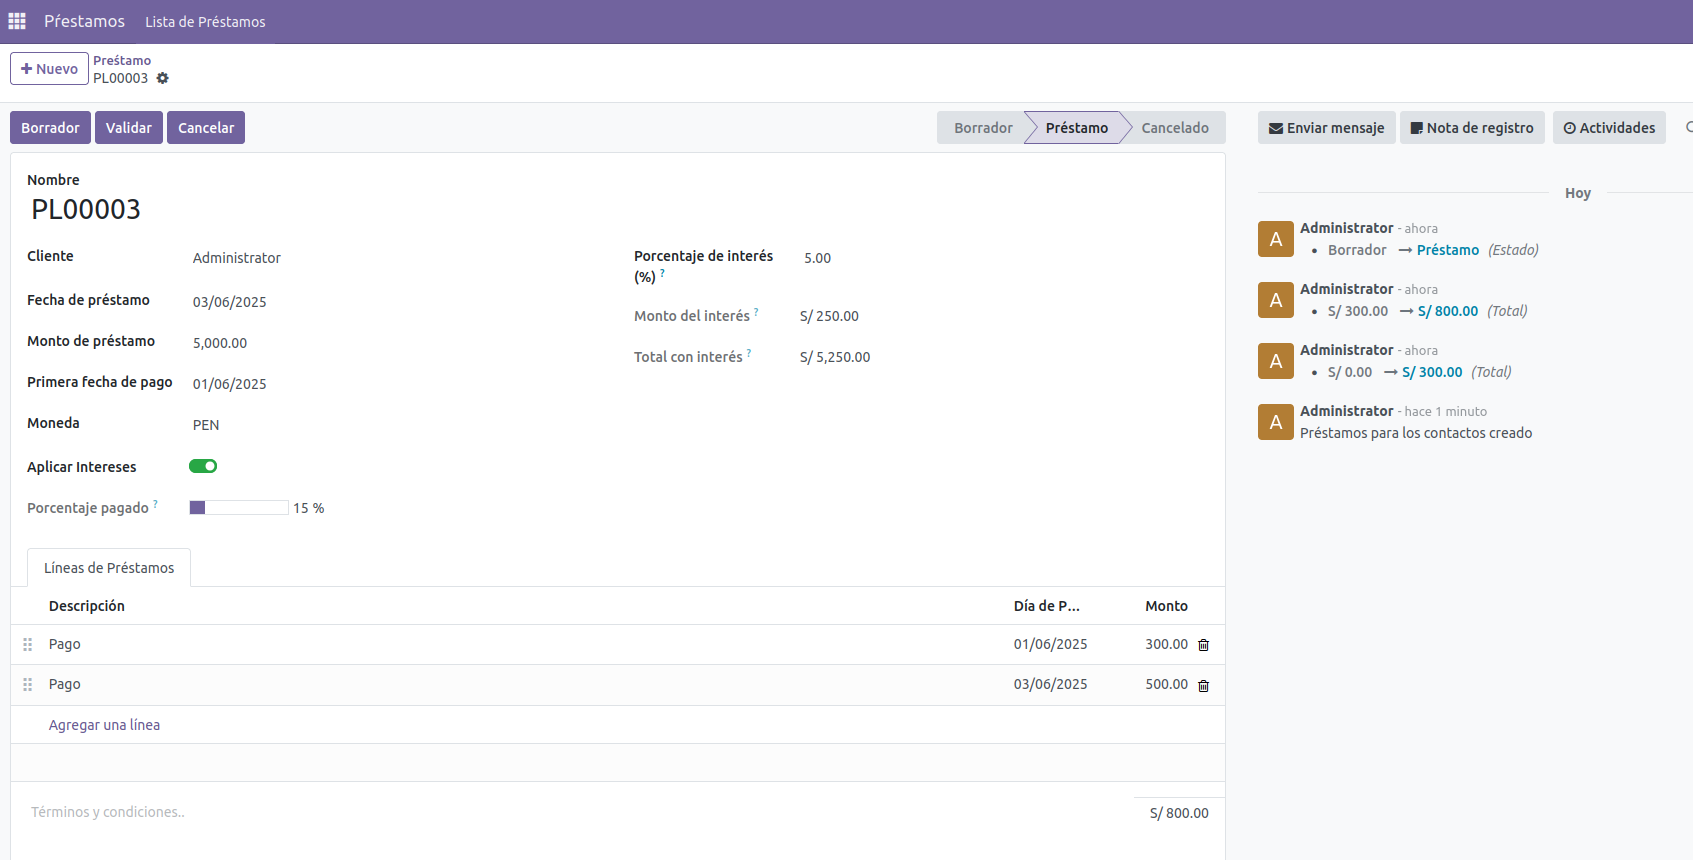 Pŕestamos Lista de Préstamos
Nuevo
Preśtamo
PL00003
Borrador Validar Cancelar
Borrador Préstamo Cancelado
Enviar mensaje Nota de registro Actividades
Nombre
PL00003
Cliente Administrator
Fecha de préstamo 03/06/2025
Monto de préstamo 5,000.00
Primera fecha de pago 01/06/2025
Moneda PEN
Aplicar Intereses
Porcentaje pagado ? 15 %
Porcentaje de interés (%) ? 5.00
Monto del interés ? S/ 250.00
Total con interés ? S/ 5,250.00
Líneas de Préstamos
Descripción Día de P... Monto
Pago 01/06/2025 300.00
Pago 03/06/2025 500.00
Agregar una línea
Términos y condiciones..
S/ 800.00
Hoy
A
Administrator - ahora
• Borrador → Préstamo (Estado)
A
Administrator - ahora
• S/ 300.00 → S/ 800.00 (Total)
A
Administrator - ahora
• S/ 0.00 → S/ 300.00 (Total)
A
Administrator - hace 1 minuto
Préstamos para los contactos creado